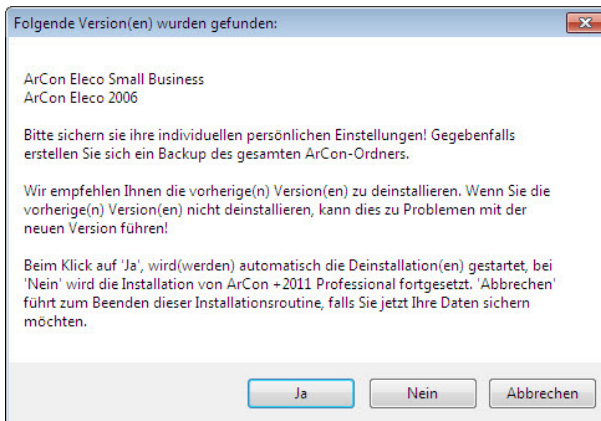 Folgende Version(en) wurden gefunden:
ArCon Eleco Small Business
ArCon Eleco 2006
Bitte sichern sie ihre individuellen persönlichen Einstellungen! Gegebenfalls
erstellen Sie sich ein Backup des gesamten ArCon-Ordners.
Wir empfehlen Ihnen die vorherige(n) Version(en) zu deinstallieren. Wenn Sie die
vorherige(n) Version(en) nicht deinstallieren, kann dies zu Problemen mit der
neuen Version führen!
Beim Klick auf 'Ja', wird(werden) automatisch die Deinstallation(en) gestartet, bei
'Nein' wird die Installation von ArCon +2011 Professional fortgesetzt. 'Abbrechen'
führt zum Beenden dieser Installationsroutine, falls Sie jetzt Ihre Daten sichern
möchten.
Ja Nein Abbrechen